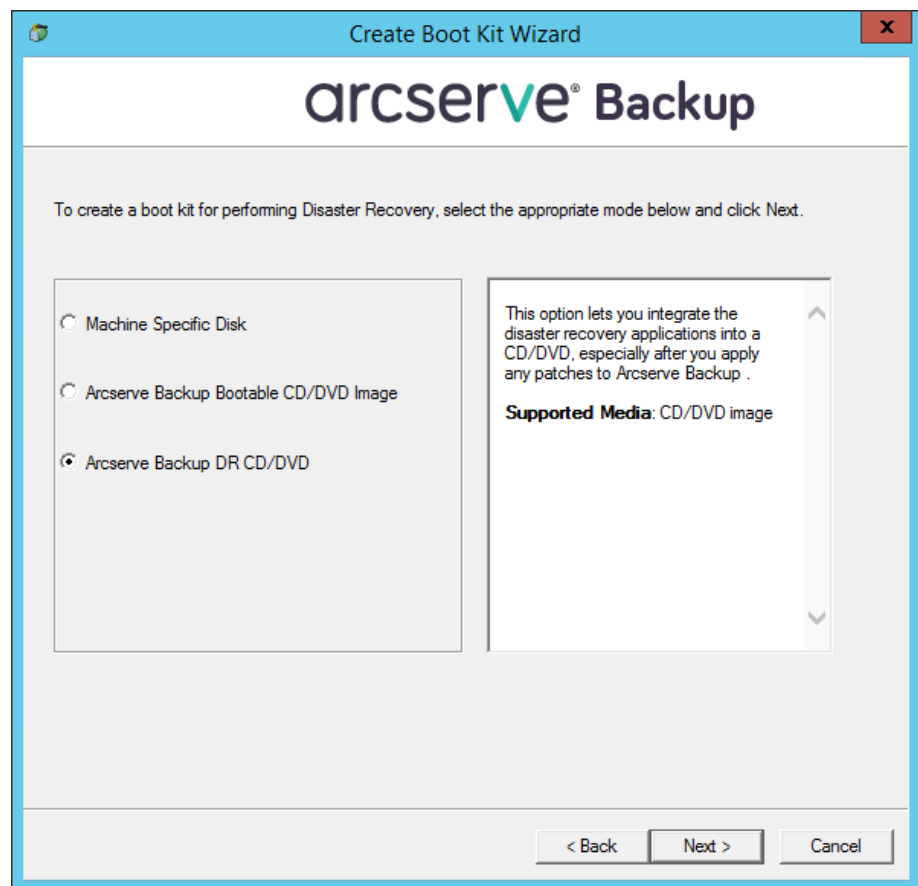 Create Boot Kit Wizard
x
arcserve® Backup
To create a boot kit for performing Disaster Recovery, select the appropriate mode below and click Next.
Machine Specific Disk
Arcserve Backup Bootable CD/DVD Image
Arcserve Backup DR CD/DVD
This option lets you integrate the
disaster recovery applications into a
CD/DVD, especially after you apply
any patches to Arcserve Backup .
Supported Media: CD/DVD image
< Back
Next >
Cancel